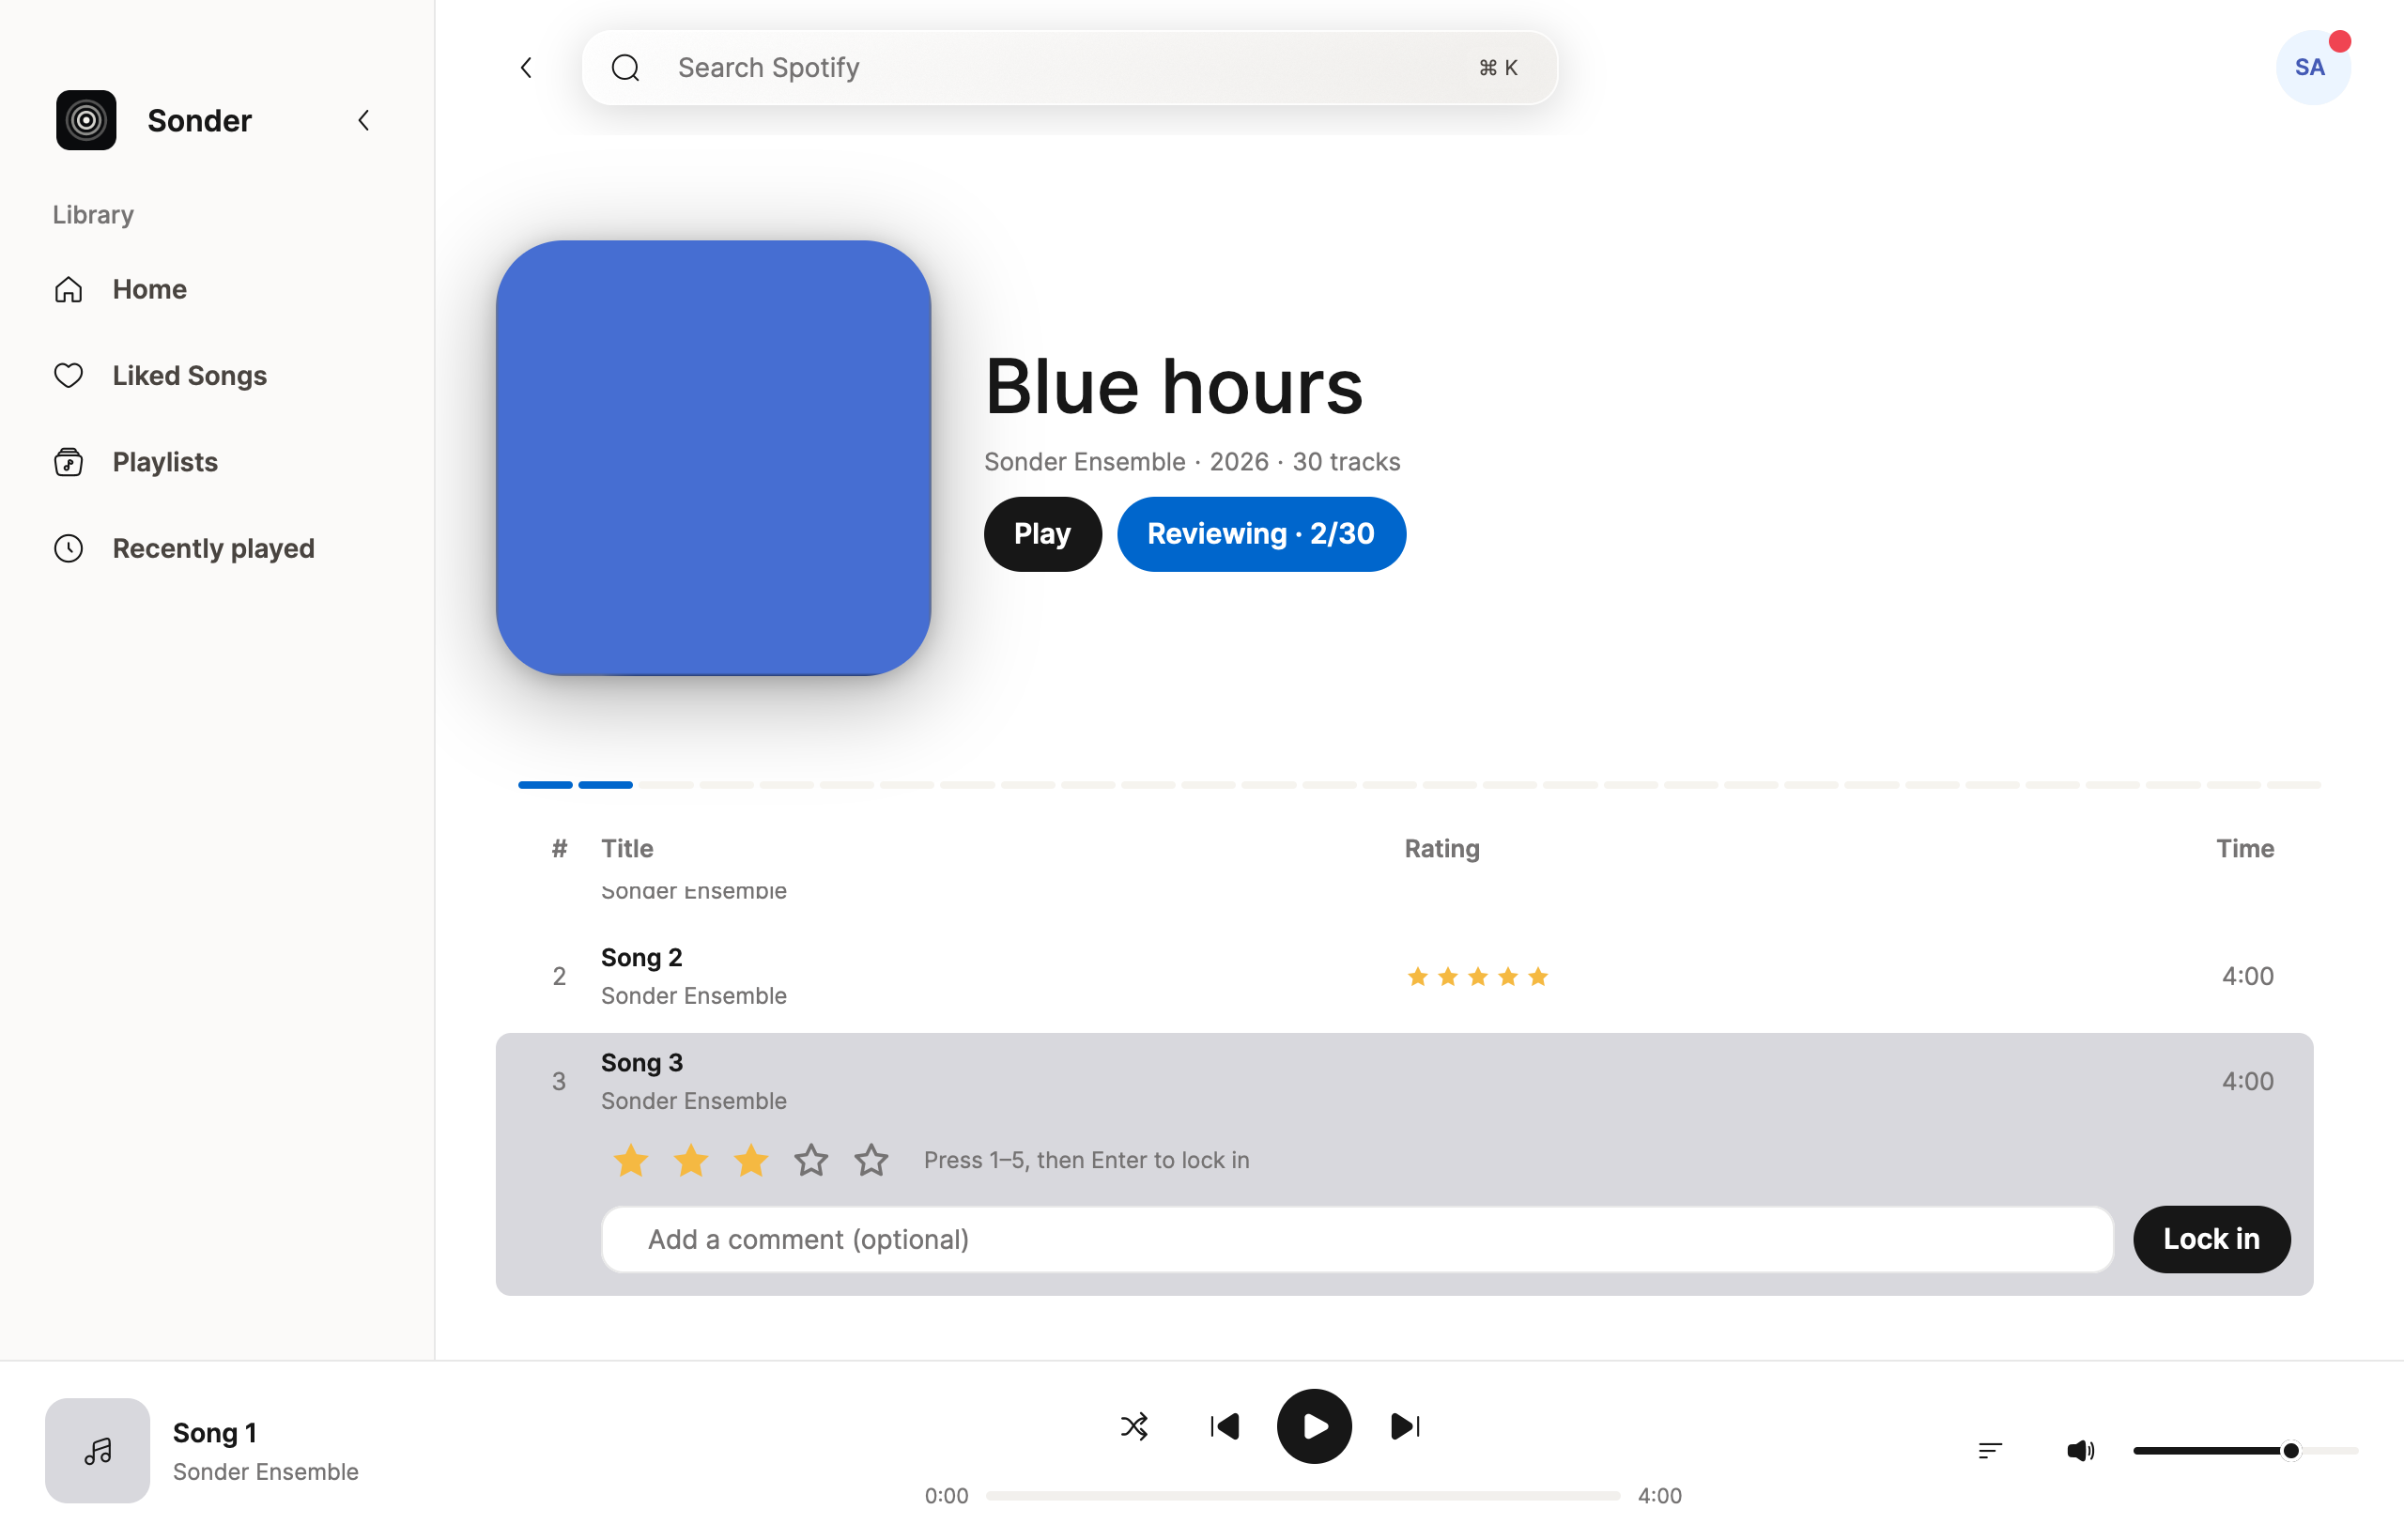 Sonder
Library
Home
Liked Songs
Playlists
Recently played
Search Spotify
⌘ K
SA
Blue hours
Sonder Ensemble · 2026 · 30 tracks
Play
Reviewing · 2/30
# Title Rating Time
Sonder Ensemble
2 Song 2 4:00
Sonder Ensemble
3 Song 3 4:00
Sonder Ensemble
Press 1–5, then Enter to lock in
Add a comment (optional)
Lock in
Song 1
Sonder Ensemble
0:00
4:00